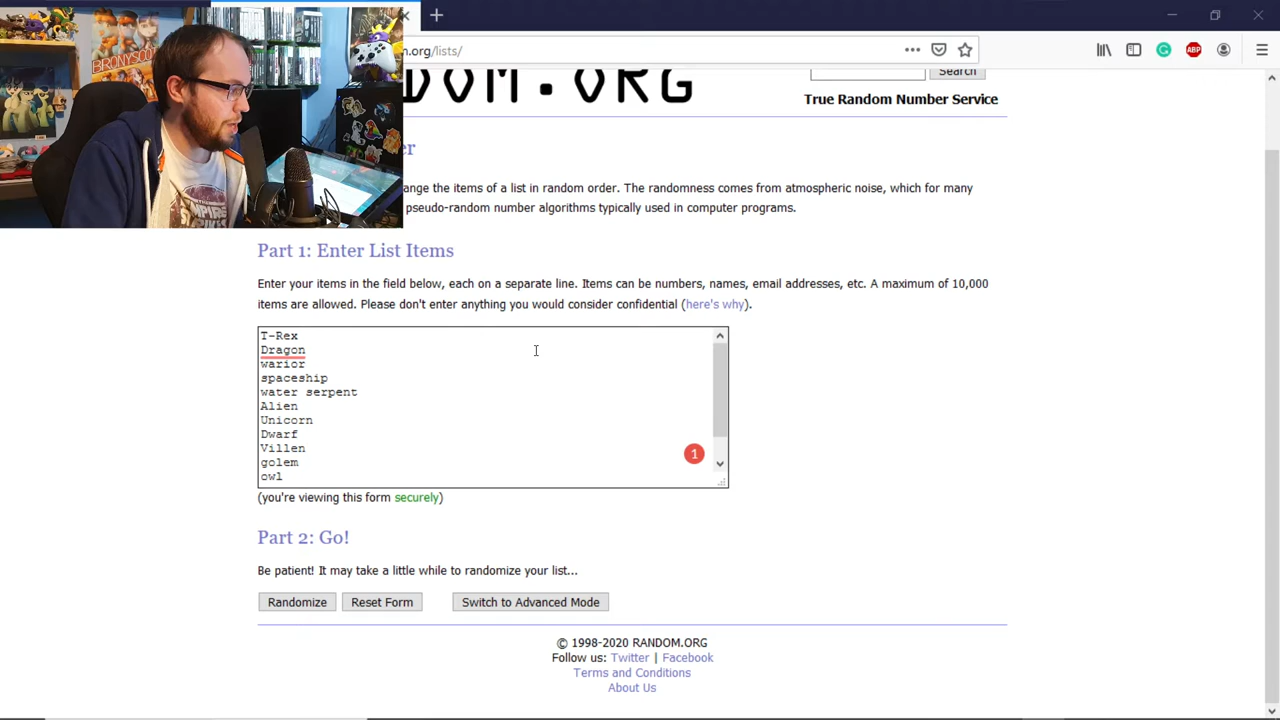 BRONYSCOT
m.org/lists/
ABP
DOM.ORG
Search
True Random Number Service
er
ange the items of a list in random order. The randomness comes from atmospheric noise, which for many
pseudo-random number algorithms typically used in computer programs.
Part 1: Enter List Items
Enter your items in the field below, each on a separate line. Items can be numbers, names, email addresses, etc. A maximum of 10,000
items are allowed. Please don't enter anything you would consider confidential (here's why).
T-Rex
Dragon
warior
spaceship
water serpent
Alien
Unicorn
Dwarf
Villen
golem
owl
1
(you're viewing this form securely)
Part 2: Go!
Be patient! It may take a little while to randomize your list...
Randomize Reset Form Switch to Advanced Mode
© 1998-2020 RANDOM.ORG
Follow us: Twitter | Facebook
Terms and Conditions
About Us